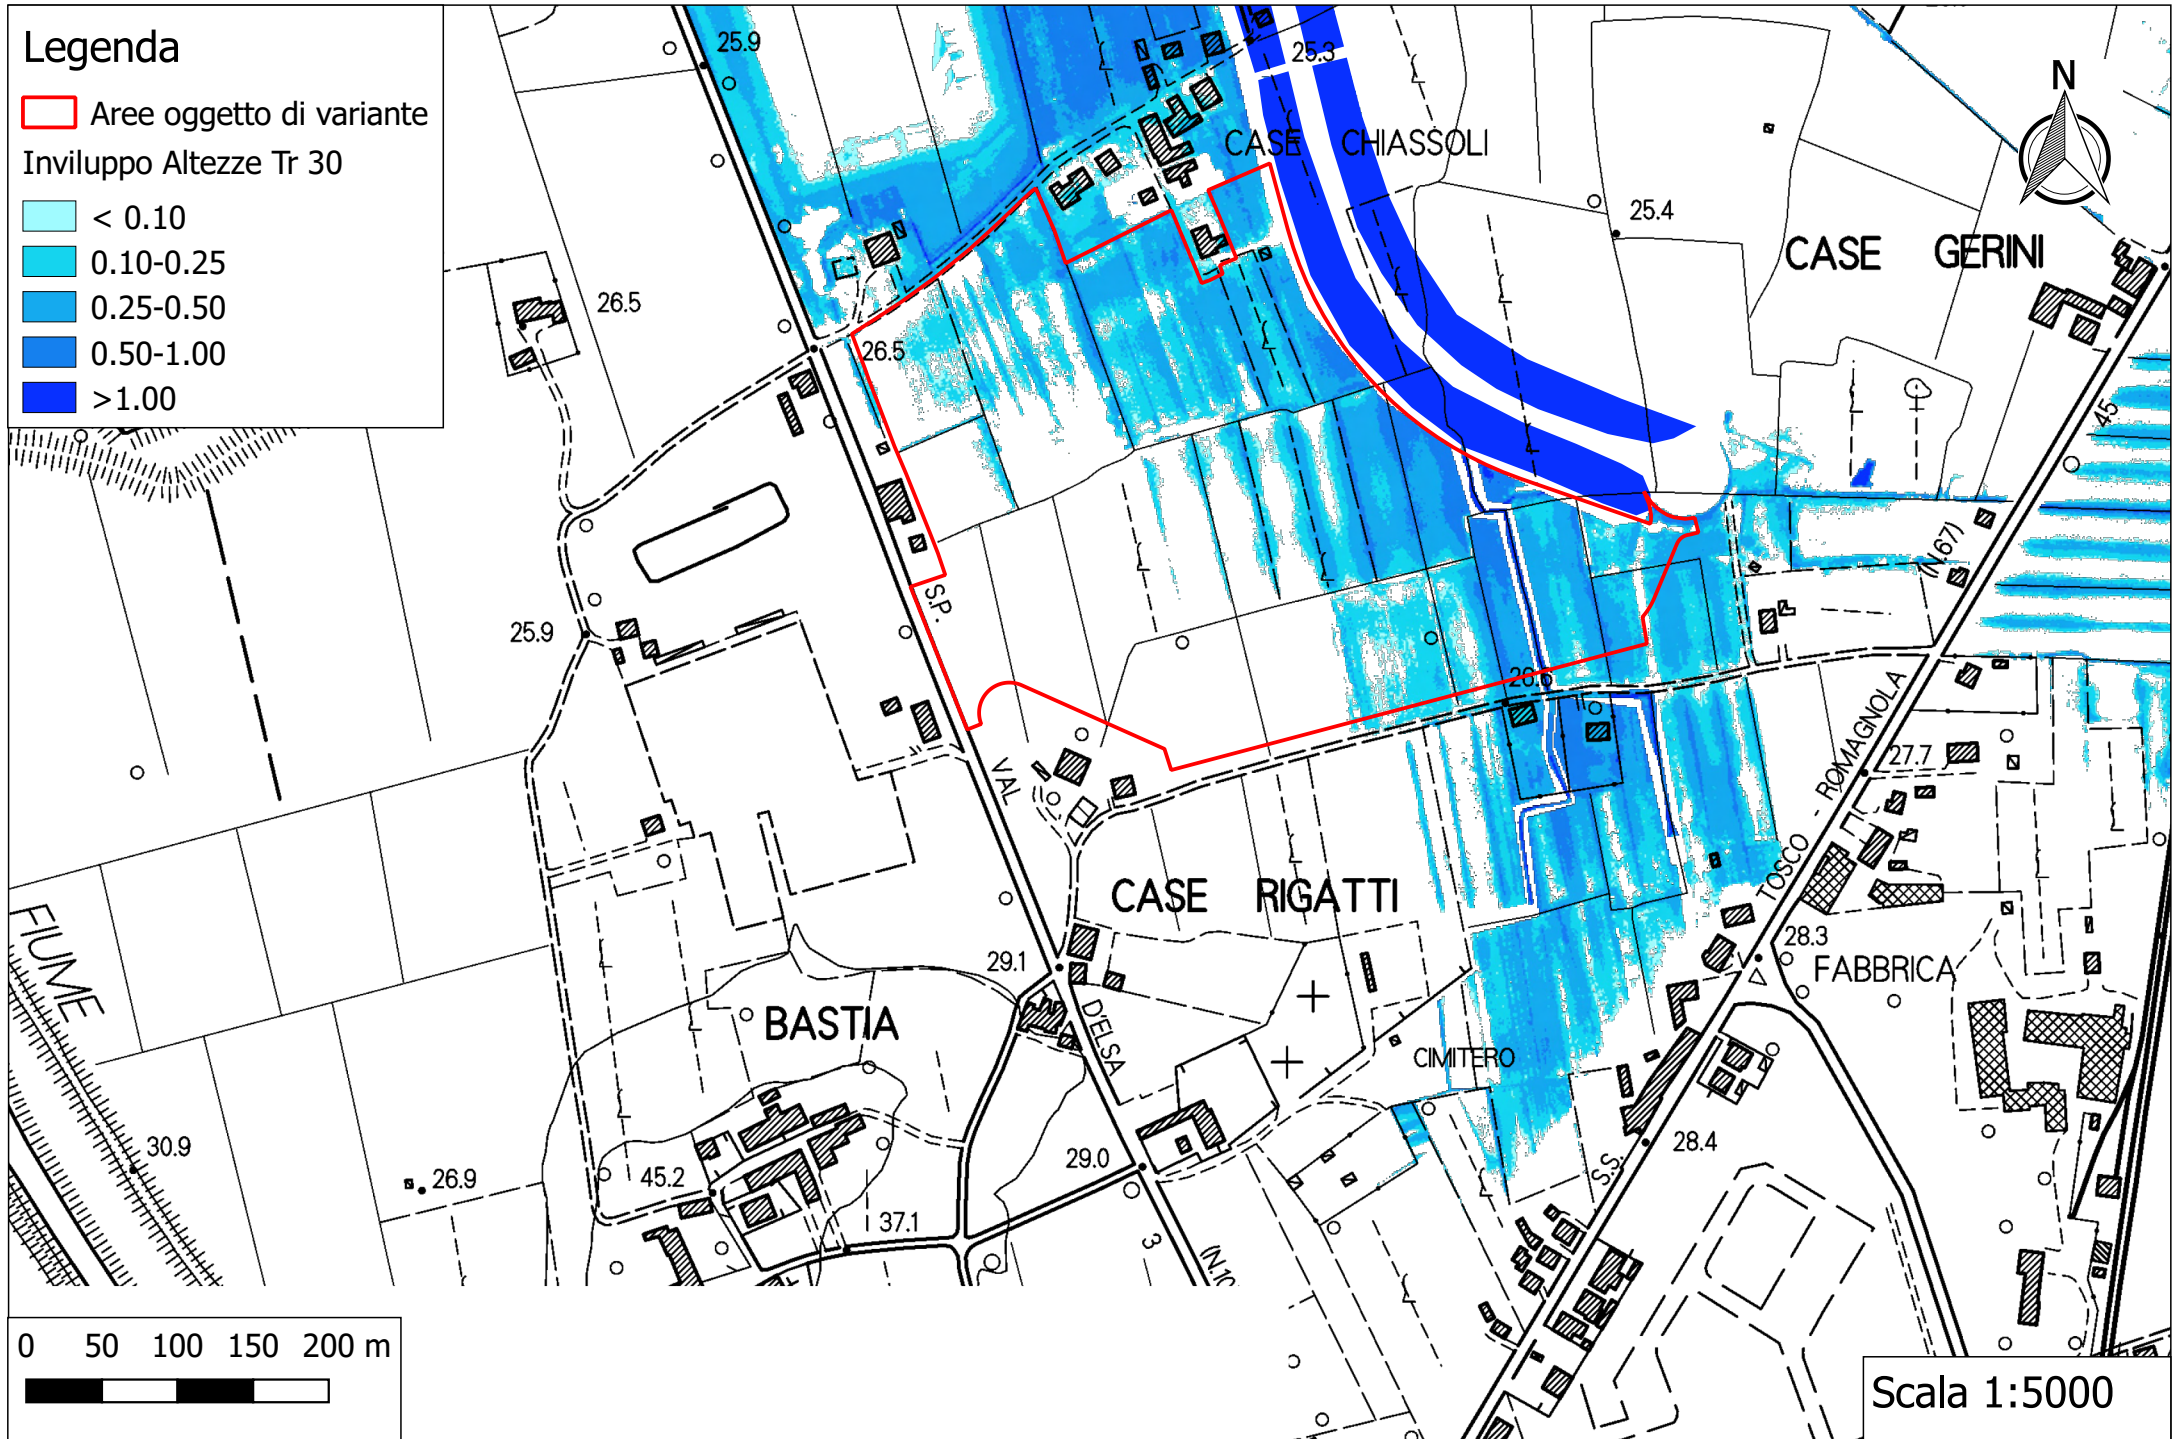 Legenda
Aree oggetto di variante
Inviluppo Altezze Tr 30
< 0.10
0.10-0.25
0.25-0.50
0.50-1.00
>1.00
N
25.9
25.3
CASE CHIASSOLI
25.4
CASE GERINI
26.5
26.5
45
(N.67)
S.P.
25.9
26.6
ROMAGNOLA
27.7
VAL
TOSCO -
CASE RIGATTI
FIUME
29.1
28.3
FABBRICA
BASTIA
D'ELSA
CIMITERO
30.9
26.9
45.2
29.0
28.4
S.S.
37.1
3
0 50 100 150 200 m
Scala 1:5000